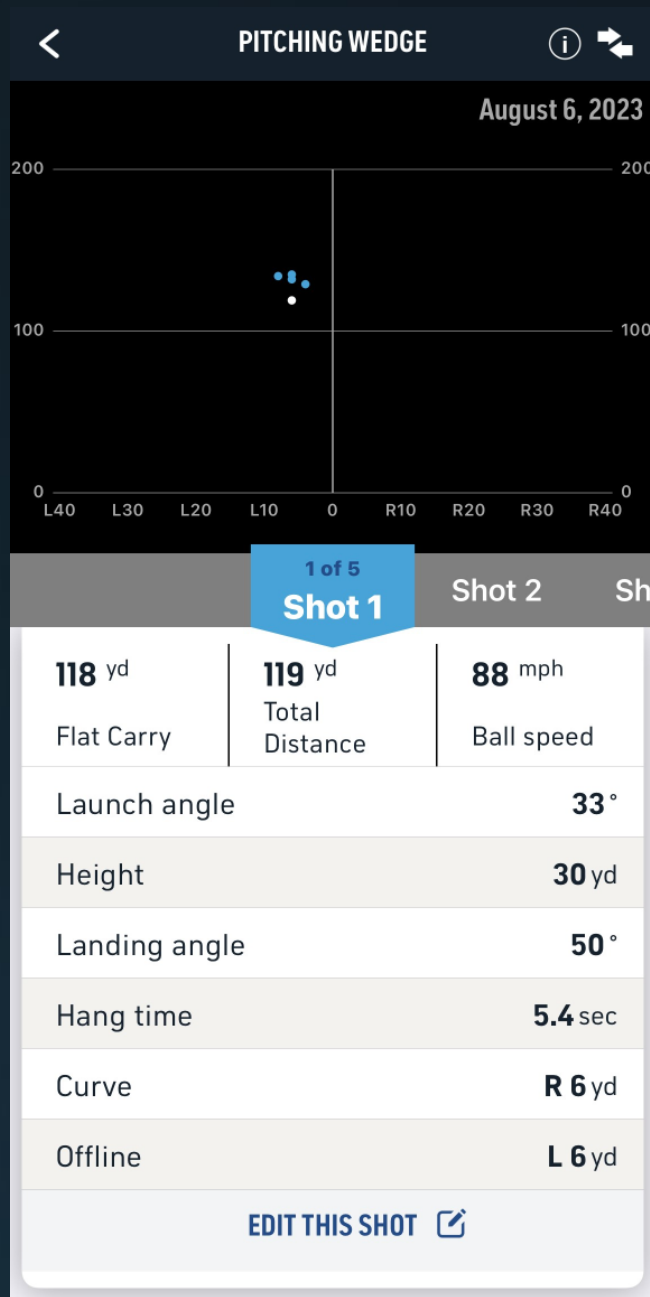 PITCHING WEDGE
August 6, 2023
200 200
100 100
0 0
L40 L30 L20 L10 0 R10 R20 R30 R40
1 of 5
Shot 1 Shot 2 Sh
118 yd 119 yd 88 mph
Flat Carry Total Distance Ball speed
Launch angle 33°
Height 30 yd
Landing angle 50°
Hang time 5.4 sec
Curve R 6 yd
Offline L 6 yd
EDIT THIS SHOT